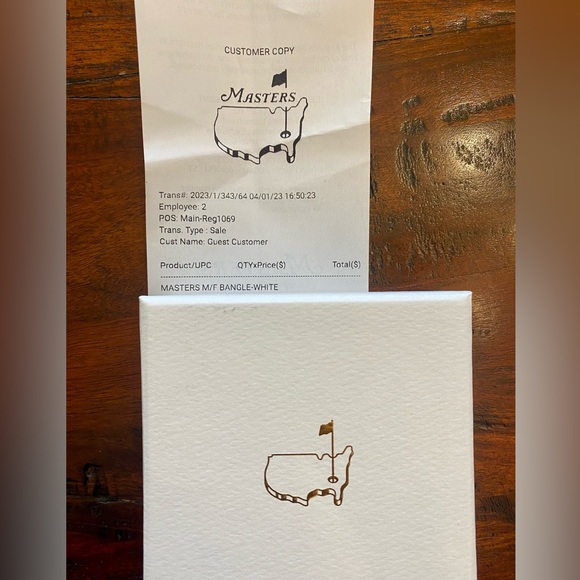 CUSTOMER COPY
MASTERS
Trans#: 2023/1/343/64 04/01/23 16:50:23
Employee: 2
POS: Main-Reg1069
Trans. Type : Sale
Cust Name: Guest Customer
Product/UPC QTYxPrice($) Total($)
MASTERS M/F BANGLE-WHITE